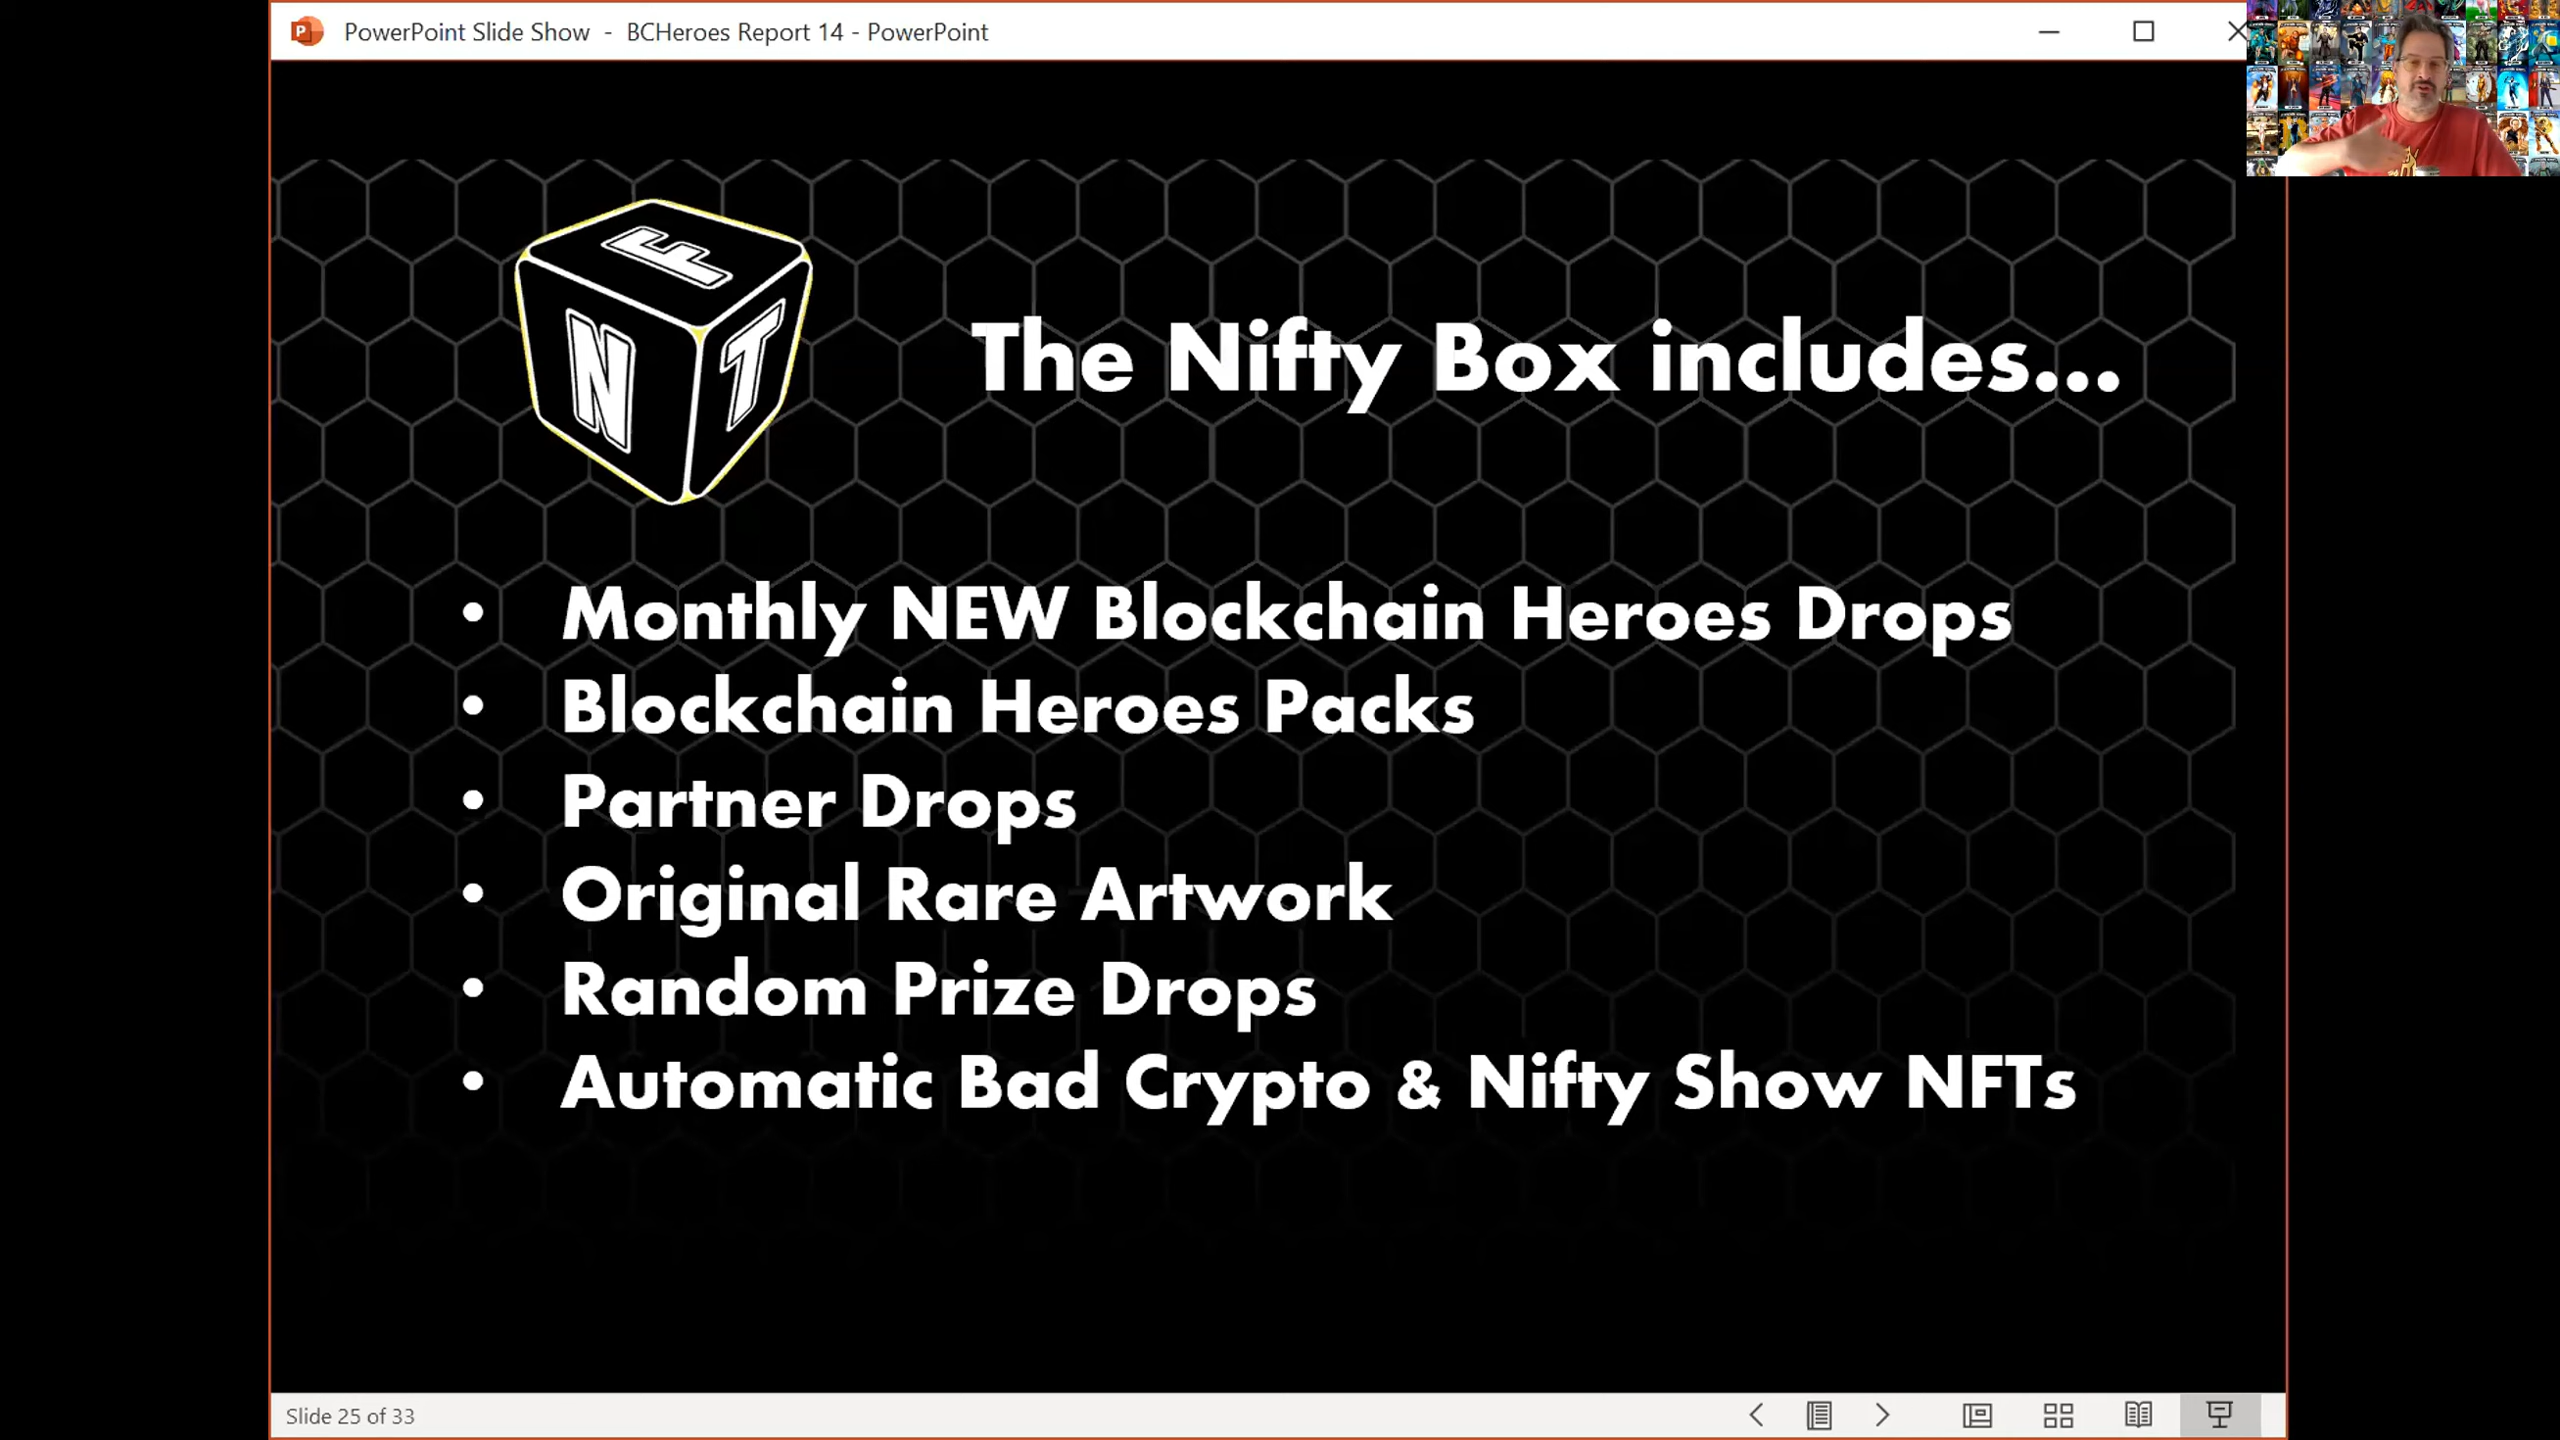 PowerPoint Slide Show - BCHeroes Report 14 - PowerPoint
N F T
The Nifty Box includes...
• Monthly NEW Blockchain Heroes Drops
• Blockchain Heroes Packs
• Partner Drops
• Original Rare Artwork
• Random Prize Drops
• Automatic Bad Crypto & Nifty Show NFTs
Slide 25 of 33